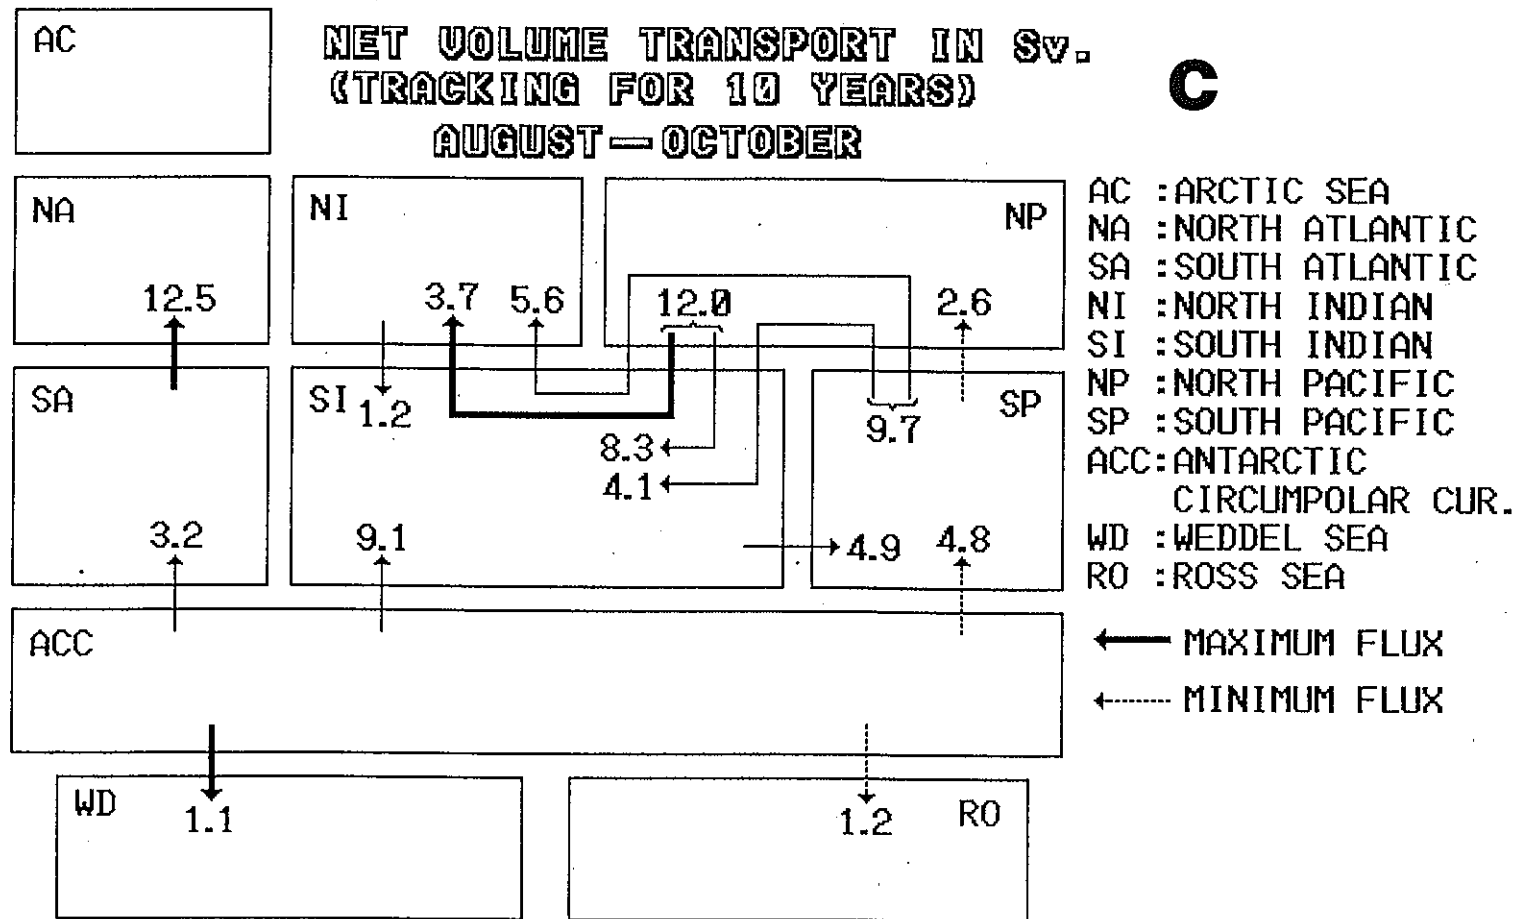 AC
NET VOLUME TRANSPORT IN Sv.
(TRACKING FOR 10 YEARS)
AUGUST—OCTOBER
C
NA
12.5
NI
3.7 5.6
NP
12.0 2.6
SA
3.2
SI
1.2
8.3
4.1
9.1
SP
9.7
4.9 4.8
ACC
WD
1.1
1.2 RO
AC :ARCTIC SEA
NA :NORTH ATLANTIC
SA :SOUTH ATLANTIC
NI :NORTH INDIAN
SI :SOUTH INDIAN
NP :NORTH PACIFIC
SP :SOUTH PACIFIC
ACC:ANTARCTIC
CIRCUMPOLAR CUR.
WD :WEDDEL SEA
RO :ROSS SEA
MAXIMUM FLUX
MINIMUM FLUX